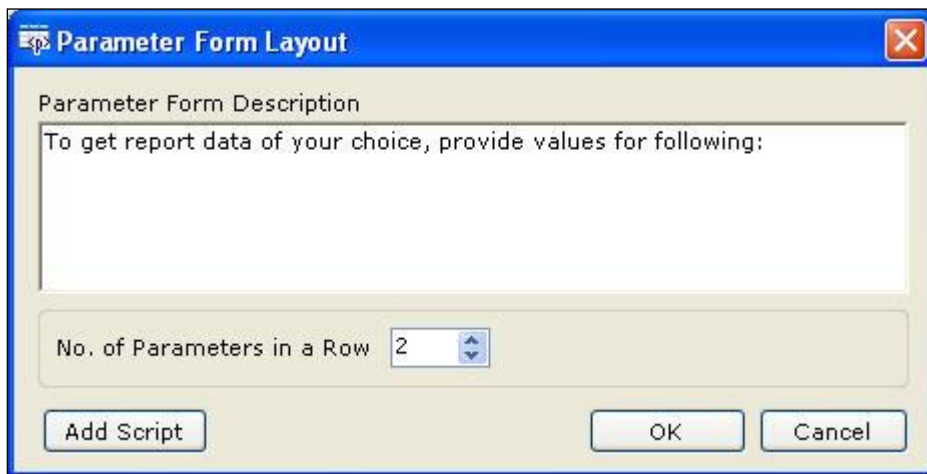 Parameter Form Layout
Parameter Form Description
To get report data of your choice, provide values for following:
No. of Parameters in a Row 2
Add Script OK Cancel